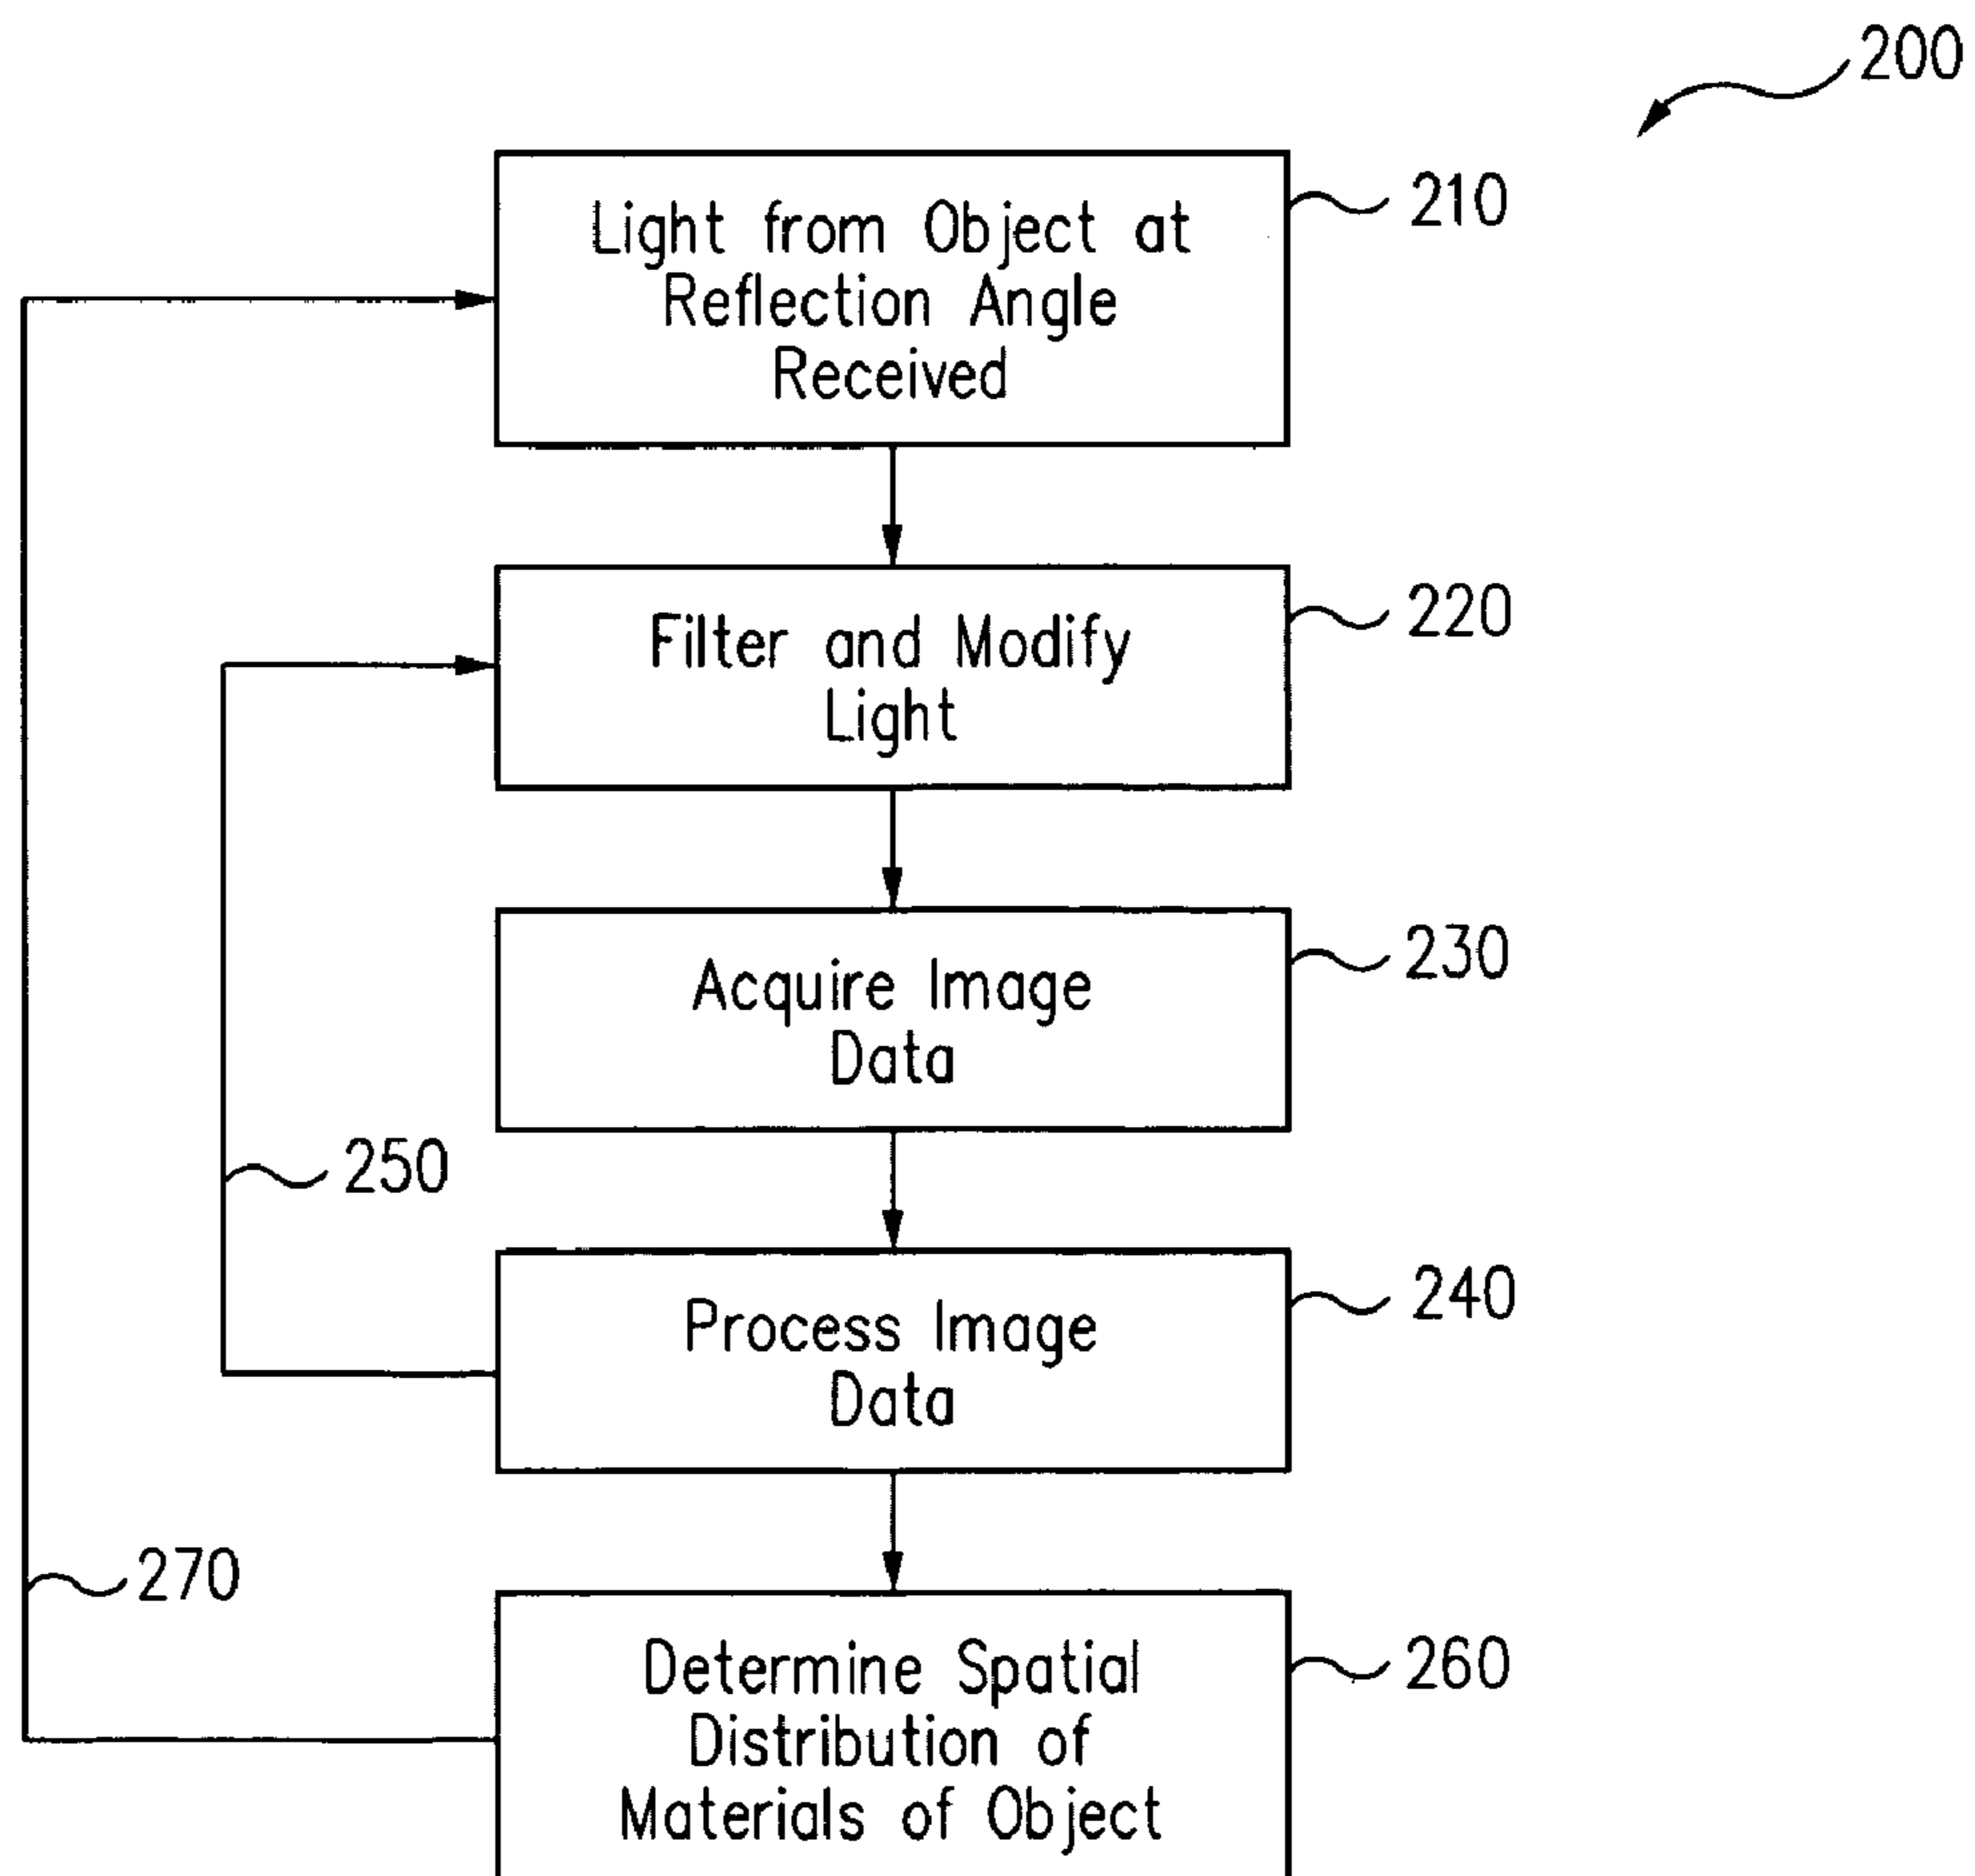 200
Light from Object at
Reflection Angle
Received
210
Filter and Modify
Light
220
Acquire Image
Data
230
250
Process Image
Data
240
270
Determine Spatial
Distribution of
Materials of Object
260